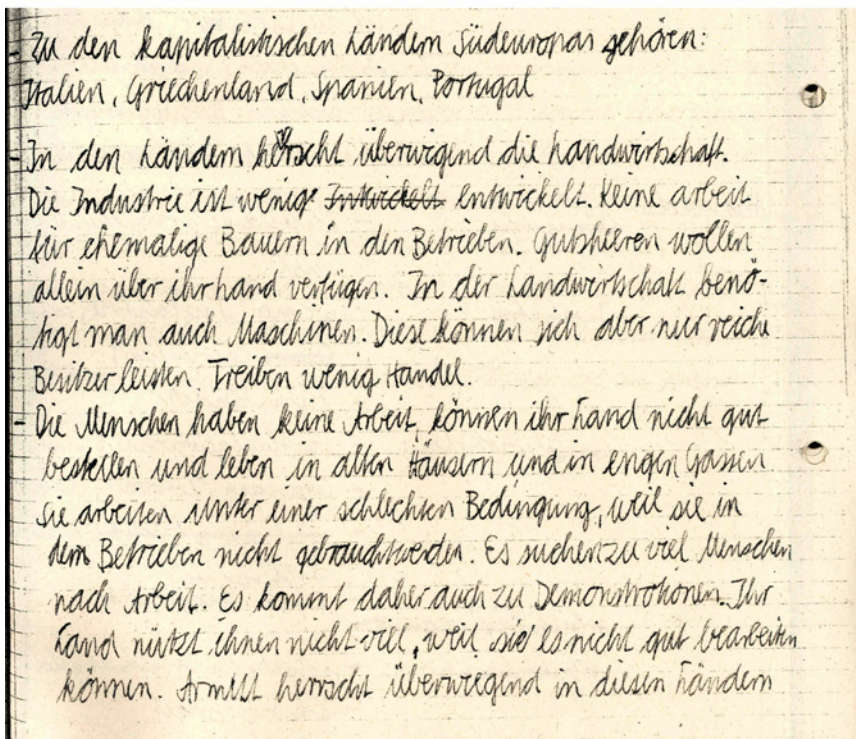 - Zu den kapitalistischen Ländern Südeuropas gehören:
Italien, Griechenland, Spanien, Portugal
- In den Ländern herrscht überwigend die Landwirtschaft.
Die Industrie ist wenig Intwickelt entwickelt. Keine arbeit
für ehemalige Bauern in den Betrieben. Gutsheeren wollen
allein über ihr Land verfügen. In der Landwirtschaft benö-
tigt man auch Maschinen. Diese können sich aber nur reiche
Besitzer leisten. Treiben wenig Handel.
- Die Menschen haben keine Arbeit, können ihr Land nicht gut
bestellen und leben in alten Häusern und in engen Gassen
Sie arbeiten unter einer schlechten Bedingung, weil sie in
dem Betrieben nicht gebraucht werden. Es suchen zu viel Menschen
nach Arbeit. Es kommt daher auch zu Demonstrationen. Ihr
Land nützt ihnen nicht viel, weil sie es nicht gut bearbeiten
können. Armut herrscht überwiegend in diesen Ländern